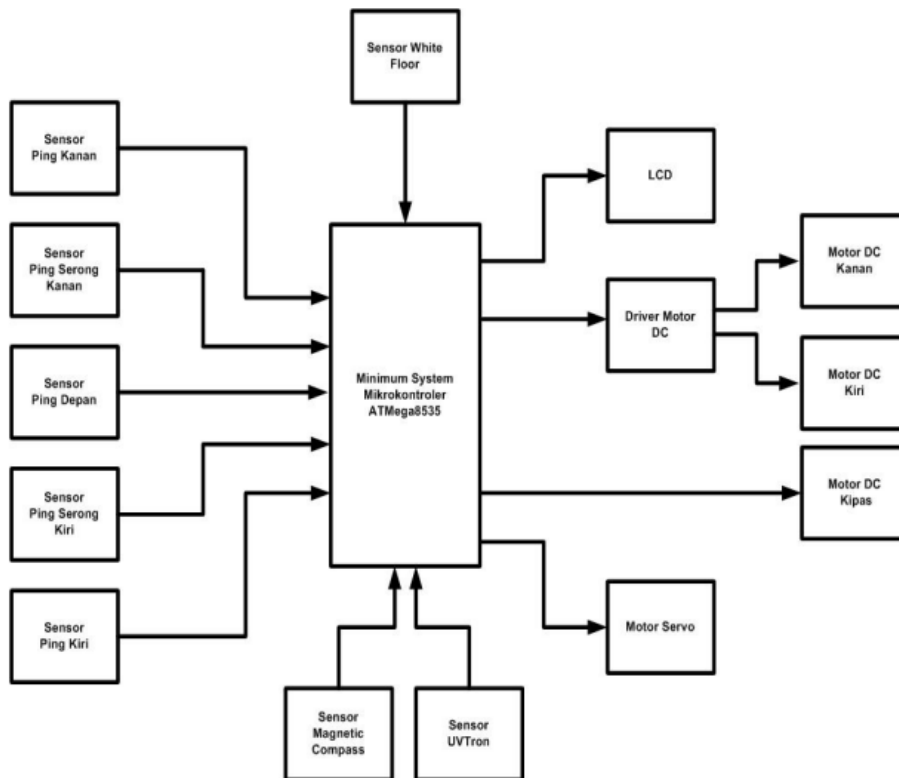 Sensor White
Floor
Sensor
Ping Kanan
Sensor
Ping Serong
Kanan
Sensor
Ping Depan
Sensor
Ping Serong
Kiri
Sensor
Ping Kiri
Minimum System
Mikrokontroler
ATMega8535
LCD
Driver Motor
DC
Motor DC
Kanan
Motor DC
Kiri
Motor DC
Kipas
Motor Servo
Sensor
Magnetic
Compass
Sensor
UVTron